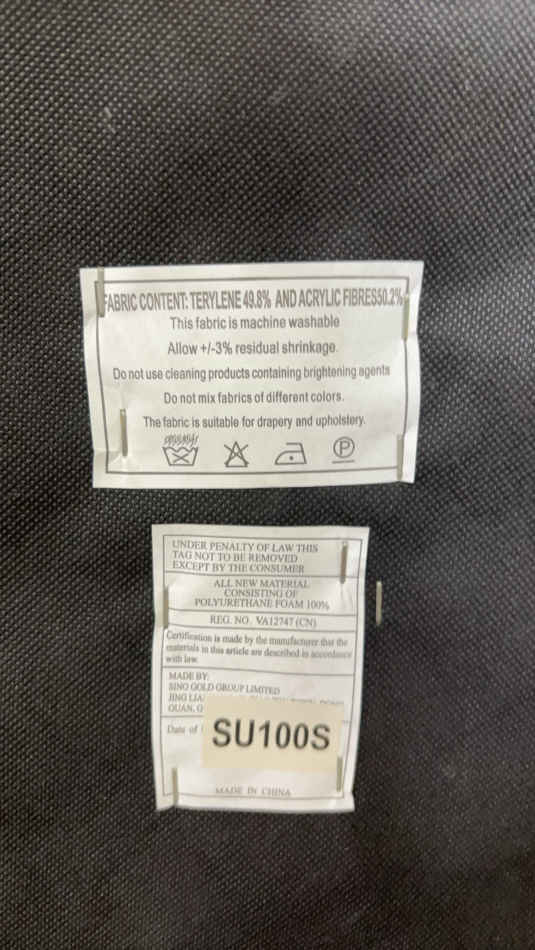 FABRIC CONTENT: TERYLENE 49.8% AND ACRYLIC FIBRES50.2%
This fabric is machine washable
Allow +/-3% residual shrinkage.
Do not use cleaning products containing brightening agents
Do not mix fabrics of different colors.
The fabric is suitable for drapery and upholstery.
P
UNDER PENALTY OF LAW THIS
TAG NOT TO BE REMOVED
EXCEPT BY THE CONSUMER
ALL NEW MATERIAL
CONSISTING OF
POLYURETHANE FOAM 100%
REG. NO. VA12747 (CN)
Certification is made by the manufacturer that the
materials in this article are described in accordance
with law.
MADE BY:
SINO GOLD GROUP LIMITED
JING LIA
GUAN, G
Date of
SU100S
MADE IN CHINA